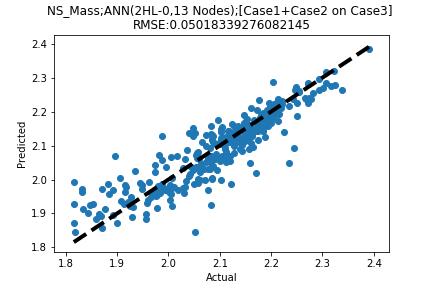 NS_Mass;ANN(2HL-0,13 Nodes);[Case1+Case2 on Case3]
RMSE:0.05018339276082145
2.4
2.3
2.2
2.1
2.0
1.9
1.8
Predicted
1.8 1.9 2.0 2.1 2.2 2.3 2.4
Actual